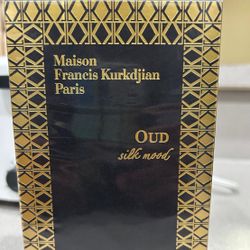 Maison
Francis Kurkdjian
Paris
OUD
silk mood